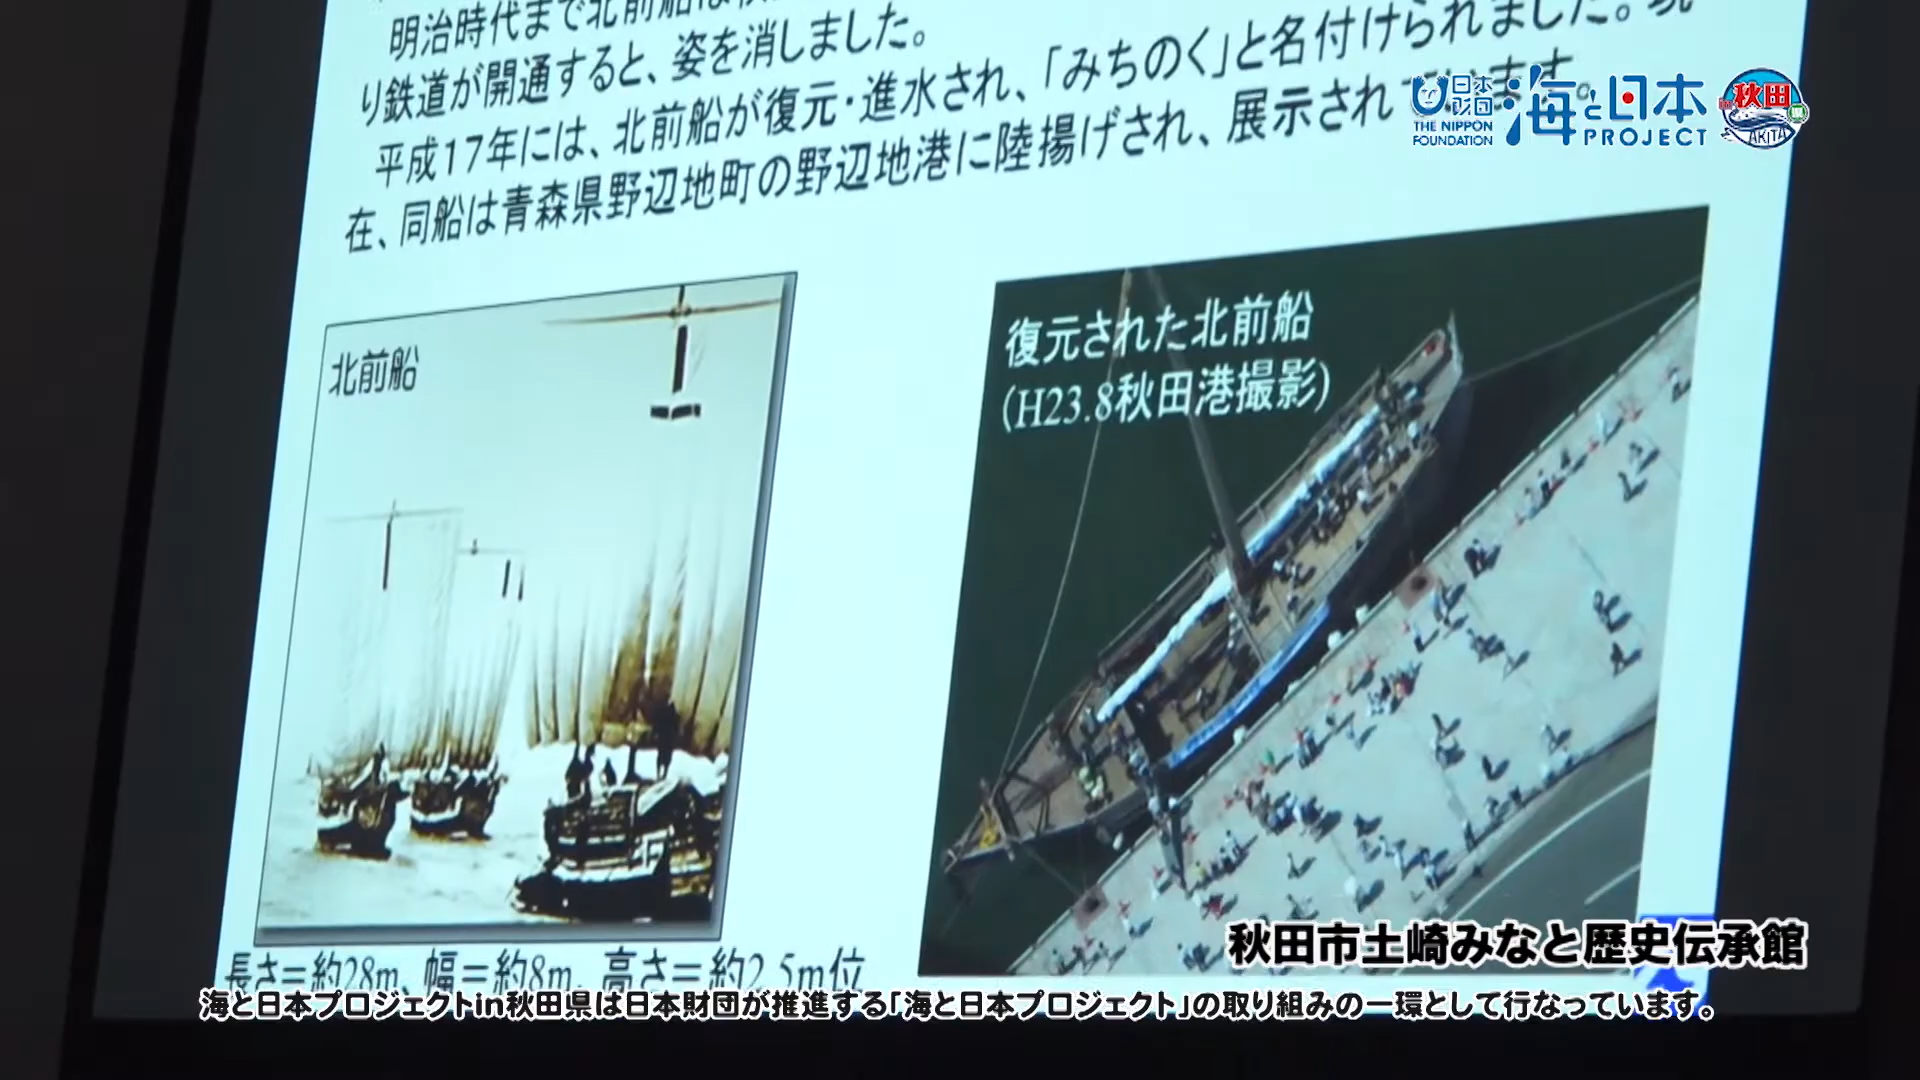 明治時代まで北前船は
り鉄道が開通すると、姿を消しました。
平成17年には、北前船が復元・進水され、「みちのく」と名付けられました。現
在、同船は青森県野辺地町の野辺地港に陸揚げされ、展示されています。
日本財団
THE NIPPON FOUNDATION
海と日本
PROJECT
秋田
AKITA
北前船
復元された北前船
(H23.8秋田港撮影)
長さ=約28m、幅=約8m、高さ=約2.5m位
秋田市土崎みなと歴史伝承館
海と日本プロジェクトin秋田県は日本財団が推進する「海と日本プロジェクト」の取り組みの一環として行なっています。